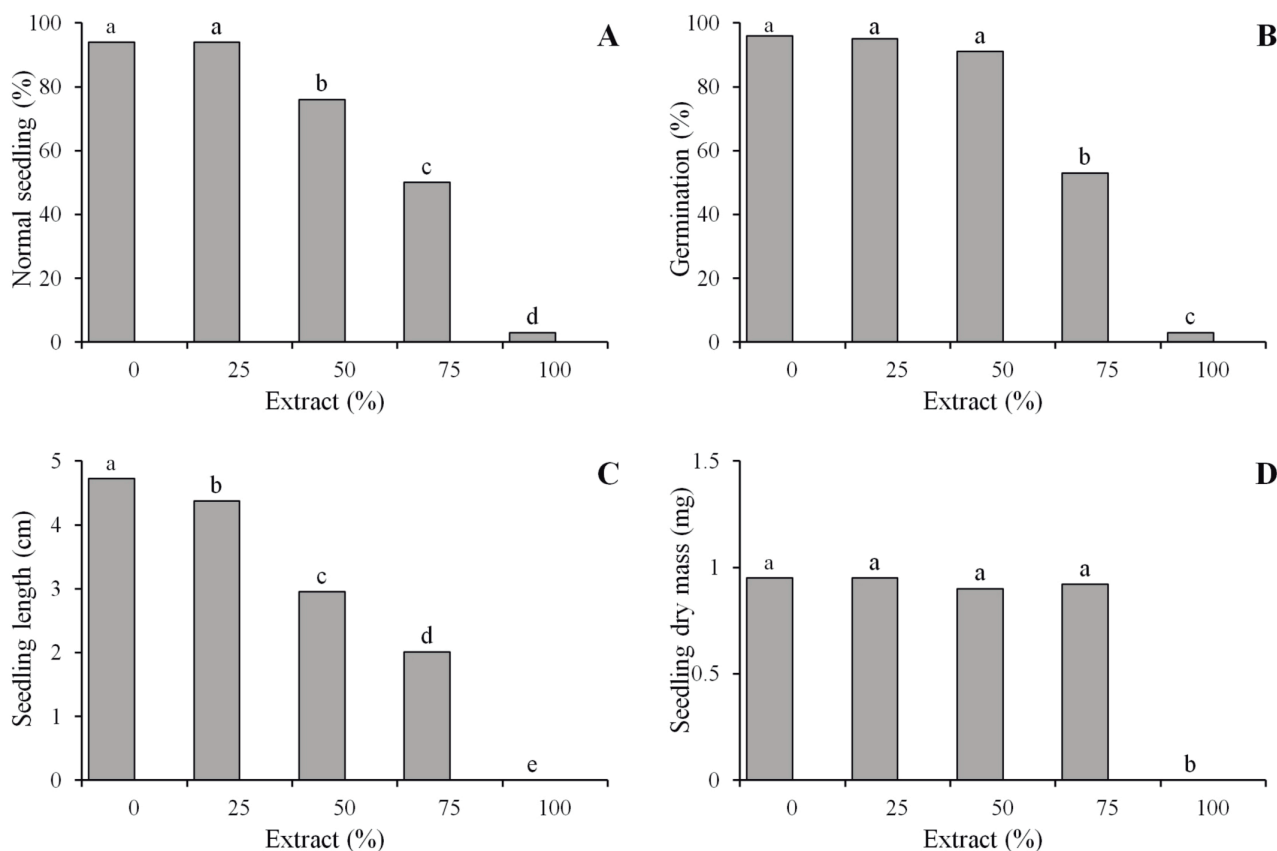 A
Normal seedling (%)
100
80
60
40
20
0
a
a
b
c
d
0 25 50 75 100
Extract (%)
B
Germination (%)
100
80
60
40
20
0
a
a
a
b
c
0 25 50 75 100
Extract (%)
C
Seedling length (cm)
5
4
3
2
1
0
a
b
c
d
e
0 25 50 75 100
Extract (%)
D
Seedling dry mass (mg)
1.5
1
0.5
0
a
a
a
a
b
0 25 50 75 100
Extract (%)